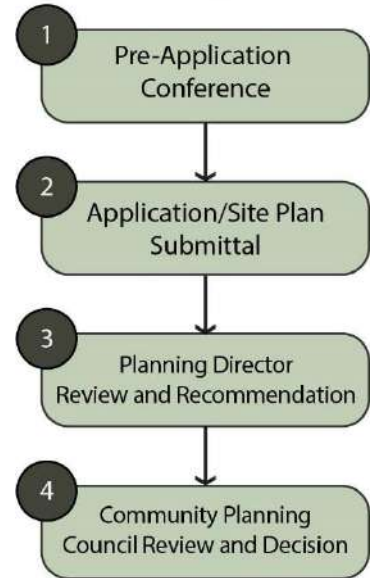 1
Pre-Application
Conference
2
Application/Site Plan
Submittal
3
Planning Director
Review and Recommendation
4
Community Planning
Council Review and Decision